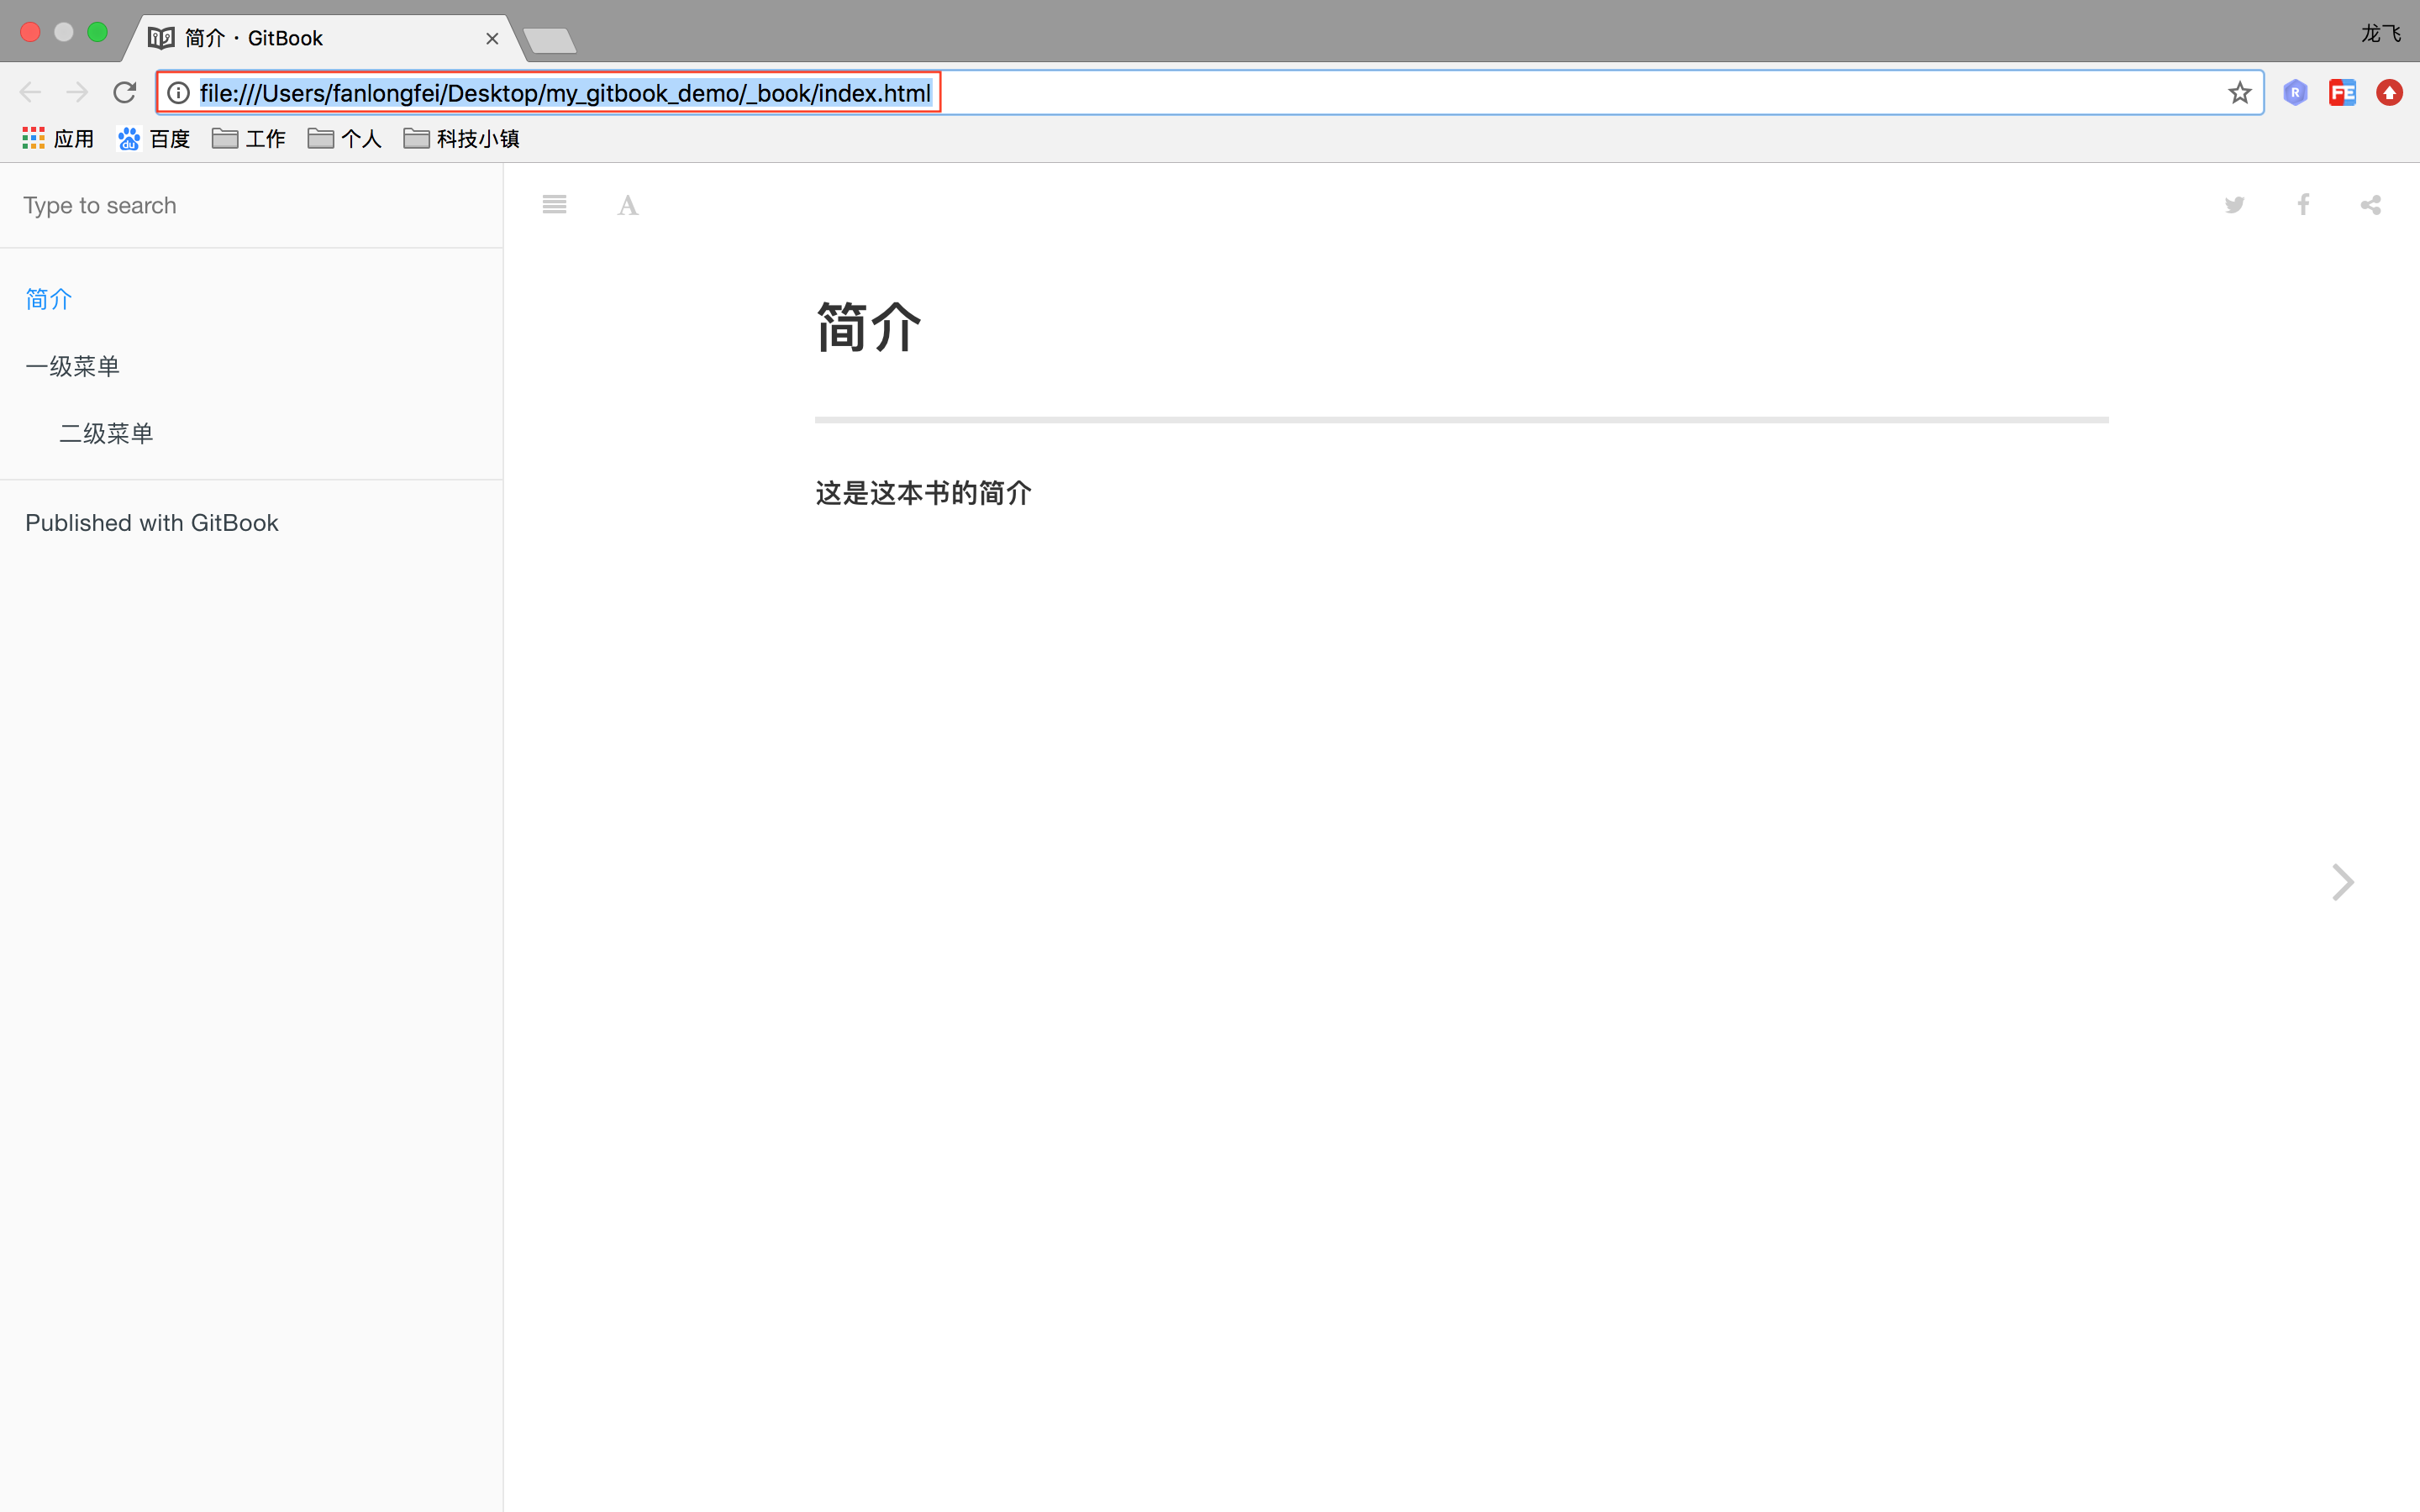 简介 · GitBook
龙飞
file:///Users/fanlongfei/Desktop/my_gitbook_demo/_book/index.html
应用 百度 工作 个人 科技小镇
Type to search
A
简介
一级菜单
二级菜单
Published with GitBook
简介
这是这本书的简介